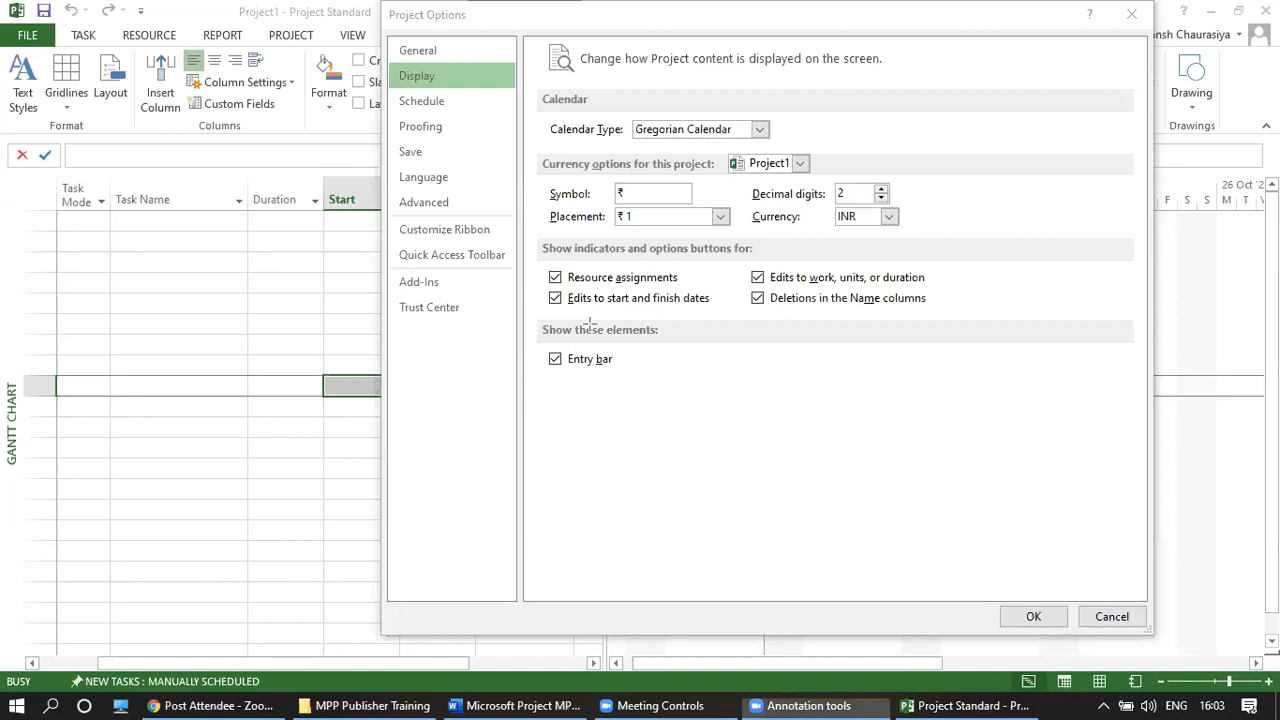 Project1 - Project Standard
Project Options
FILE TASK RESOURCE REPORT PROJECT VIEW
nsh Chaurasiya
Text Styles
Gridlines
Layout
Format
Insert Column
Column Settings
Custom Fields
Columns
Format
Drawing
Drawings
General
Display
Schedule
Proofing
Save
Language
Advanced
Customize Ribbon
Quick Access Toolbar
Add-Ins
Trust Center
Change how Project content is displayed on the screen.
Calendar
Calendar Type: Gregorian Calendar
Currency options for this project: Project1
Symbol: ₹ Decimal digits: 2
Placement: ₹ 1 Currency: INR
Show indicators and options buttons for:
Resource assignments Edits to work, units, or duration
Edits to start and finish dates Deletions in the Name columns
Show these elements:
Entry bar
OK Cancel
Task Mode Task Name Duration Start
26 Oct '
F S S M T
GANTT CHART
BUSY NEW TASKS : MANUALLY SCHEDULED
Post Attendee - Zoo... MPP Publisher Training Microsoft Project MP... Meeting Controls Annotation tools Project Standard - Pr... ENG 16:03